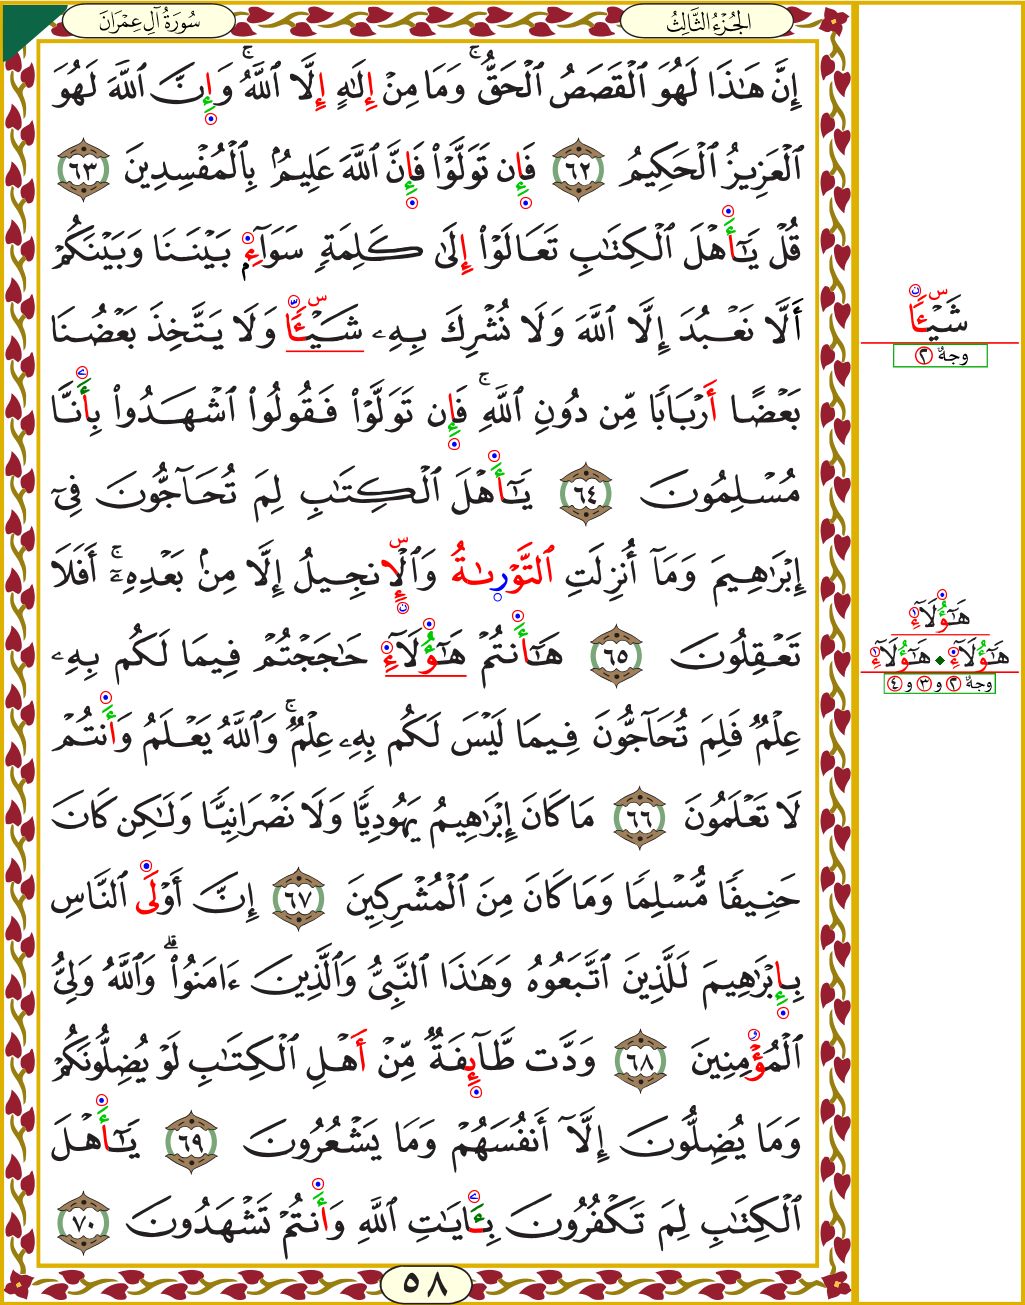 الجُزْءُ الثَّالِثُ
سُورَةُ آلِ عِمْرَانَ
إِنَّ هَـٰذَا لَهُوَ ٱلْقَصَصُ ٱلْحَقُّ ۚ وَمَا مِنْ إِلَـٰهٍ إِلَّا ٱللَّهُ ۚ وَإِنَّ ٱللَّهَ لَهُوَ
ٱلْعَزِيزُ ٱلْحَكِيمُ ٦٢ فَإِن تَوَلَّوْا۟ فَإِنَّ ٱللَّهَ عَلِيمٌۢ بِٱلْمُفْسِدِينَ ٦٣
قُلْ يَـٰٓأَهْلَ ٱلْكِتَـٰبِ تَعَالَوْا۟ إِلَىٰ كَلِمَةٍ سَوَآءٍۭ بَيْنَنَا وَبَيْنَكُمْ
أَلَّا نَعْبُدَ إِلَّا ٱللَّهَ وَلَا نُشْرِكَ بِهِۦ شَيْـًٔا وَلَا يَتَّخِذَ بَعْضُنَا
بَعْضًا أَرْبَابًا مِّن دُونِ ٱللَّهِ ۚ فَإِن تَوَلَّوْا۟ فَقُولُوا۟ ٱشْهَدُوا۟ بِأَنَّا
مُسْلِمُونَ ٦٤ يَـٰٓأَهْلَ ٱلْكِتَـٰبِ لِمَ تُحَآجُّونَ فِىٓ
إِبْرَٰهِيمَ وَمَآ أُنزِلَتِ ٱلتَّوْرَىٰةُ وَٱلْإِنجِيلُ إِلَّا مِنۢ بَعْدِهِۦٓ ۚ أَفَلَا
تَعْقِلُونَ ٦٥ هَـٰٓأَنتُمْ هَـٰٓؤُلَآءِ حَـٰجَجْتُمْ فِيمَا لَكُم بِهِۦ
عِلْمٌ فَلِمَ تُحَآجُّونَ فِيمَا لَيْسَ لَكُم بِهِۦ عِلْمٌ ۚ وَٱللَّهُ يَعْلَمُ وَأَنتُمْ
لَا تَعْلَمُونَ ٦٦ مَا كَانَ إِبْرَٰهِيمُ يَهُودِيًّا وَلَا نَصْرَانِيًّا وَلَـٰكِن كَانَ
حَنِيفًا مُّسْلِمًا وَمَا كَانَ مِنَ ٱلْمُشْرِكِينَ ٦٧ إِنَّ أَوْلَى ٱلنَّاسِ
بِإِبْرَٰهِيمَ لَلَّذِينَ ٱتَّبَعُوهُ وَهَـٰذَا ٱلنَّبِىُّ وَٱلَّذِينَ ءَامَنُوا۟ ۗ وَٱللَّهُ وَلِىُّ
ٱلْمُؤْمِنِينَ ٦٨ وَدَّت طَّآئِفَةٌ مِّنْ أَهْلِ ٱلْكِتَـٰبِ لَوْ يُضِلُّونَكُمْ
وَمَا يُضِلُّونَ إِلَّآ أَنفُسَهُمْ وَمَا يَشْعُرُونَ ٦٩ يَـٰٓأَهْلَ
ٱلْكِتَـٰبِ لِمَ تَكْفُرُونَ بِـَٔايَـٰتِ ٱللَّهِ وَأَنتُمْ تَشْهَدُونَ ٧٠
٥٨
شَيْـًٔا
وجهٌ ٢
هَـٰٓؤُلَآءِ
هَـٰٓؤُلَآءِ ◆ هَـٰٓؤُلَآءِ
وجهٌ ٢ و ٣ و ٤